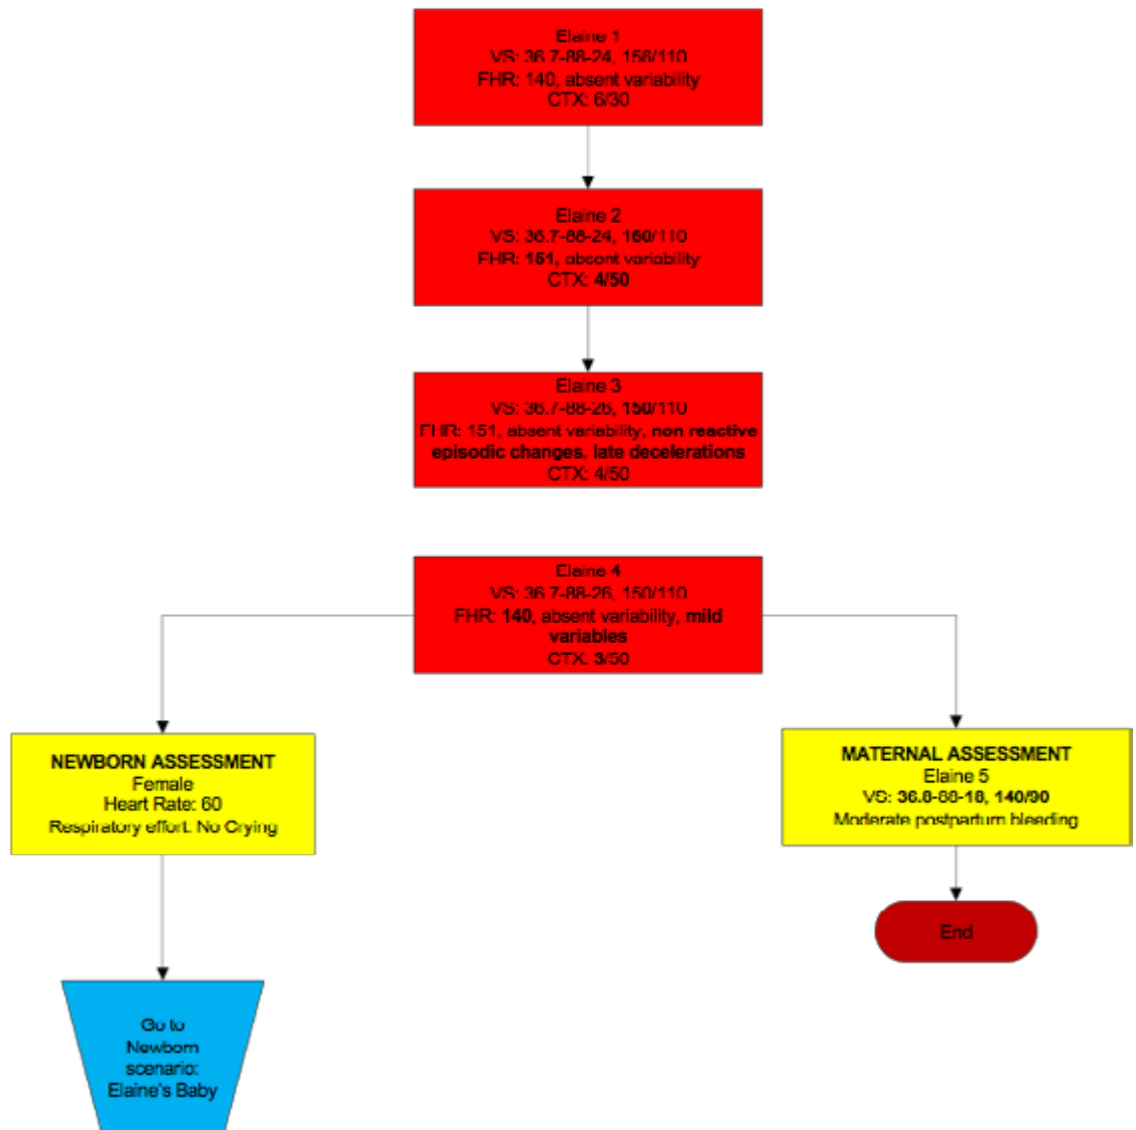 Elaine 1
VS: 36.7-88-24, 156/110
FHR: 140, absent variability
CTX: 6/30
Elaine 2
VS: 36.7-88-24, 160/110
FHR: 151, absent variability
CTX: 4/50
Elaine 3
VS: 36.7-88-26, 150/110
FHR: 151, absent variability, non reactive
episodic changes, late decelerations
CTX: 4/50
Elaine 4
VS: 36.7-88-26, 150/110
FHR: 140, absent variability, mild
variables
CTX: 3/50
NEWBORN ASSESSMENT
Female
Heart Rate: 60
Respiratory effort: No Crying
MATERNAL ASSESSMENT
Elaine 5
VS: 36.8-88-18, 140/90
Moderate postpartum bleeding
End
Go to
Newborn
scenario:
Elaine's Baby